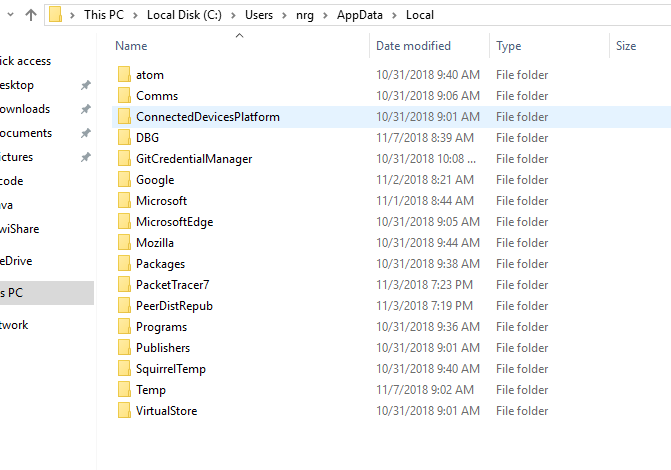 This PC > Local Disk (C:) > Users > nrg > AppData > Local
Name Date modified Type Size
ick access
esktop
ownloads
ocuments
ictures
code
va
wiShare
eDrive
s PC
twork
atom 10/31/2018 9:40 AM File folder
Comms 10/31/2018 9:06 AM File folder
ConnectedDevicesPlatform 10/31/2018 9:01 AM File folder
DBG 11/7/2018 8:39 AM File folder
GitCredentialManager 10/31/2018 10:08 ... File folder
Google 11/2/2018 8:21 AM File folder
Microsoft 11/1/2018 8:44 AM File folder
MicrosoftEdge 10/31/2018 9:05 AM File folder
Mozilla 10/31/2018 9:44 AM File folder
Packages 10/31/2018 9:38 AM File folder
PacketTracer7 11/3/2018 7:23 PM File folder
PeerDistRepub 11/3/2018 7:19 PM File folder
Programs 10/31/2018 9:36 AM File folder
Publishers 10/31/2018 9:01 AM File folder
SquirrelTemp 10/31/2018 9:40 AM File folder
Temp 11/7/2018 9:02 AM File folder
VirtualStore 10/31/2018 9:01 AM File folder